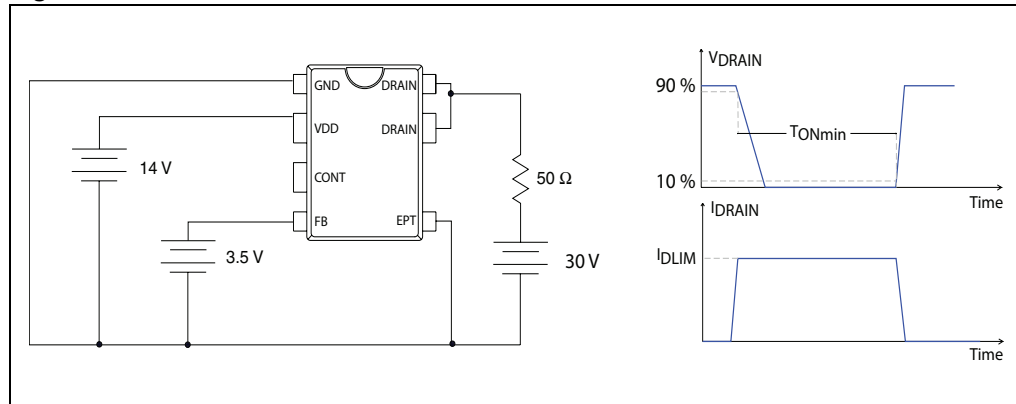 GND
DRAIN
VDD
DRAIN
CONT
FB
EPT
14 V
3.5 V
50 Ω
30 V
VDRAIN
90 %
TONmin
10 %
Time
IDRAIN
IDLIM
Time